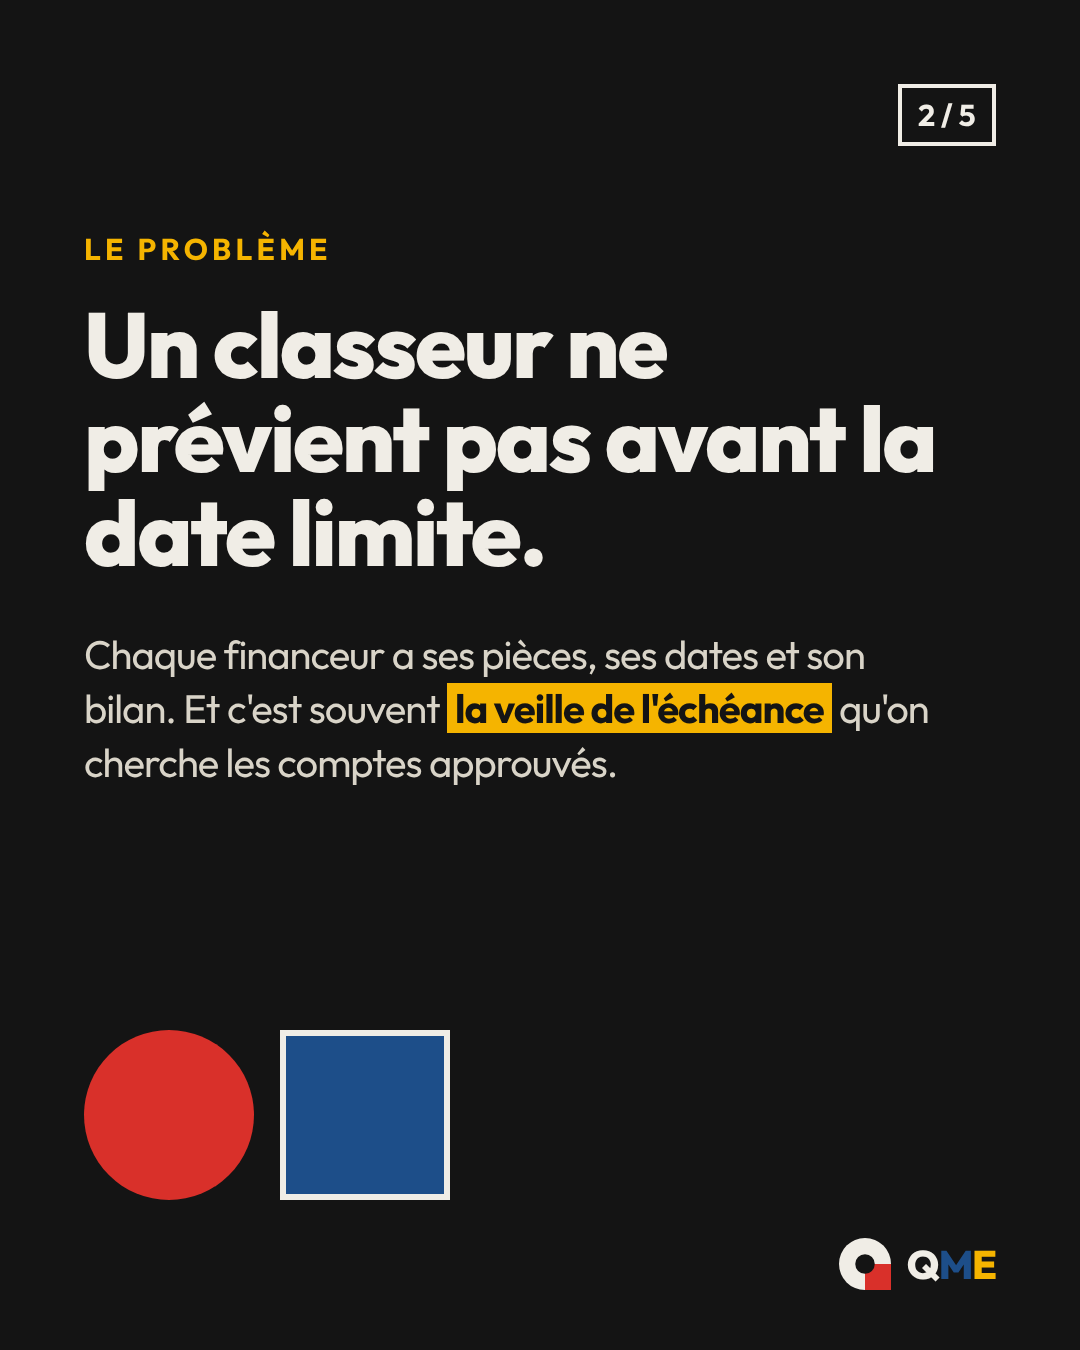 2 / 5
LE PROBLÈME
Un classeur ne
prévient pas avant la
date limite.
Chaque financeur a ses pièces, ses dates et son
bilan. Et c'est souvent la veille de l'échéance qu'on
cherche les comptes approuvés.
QME